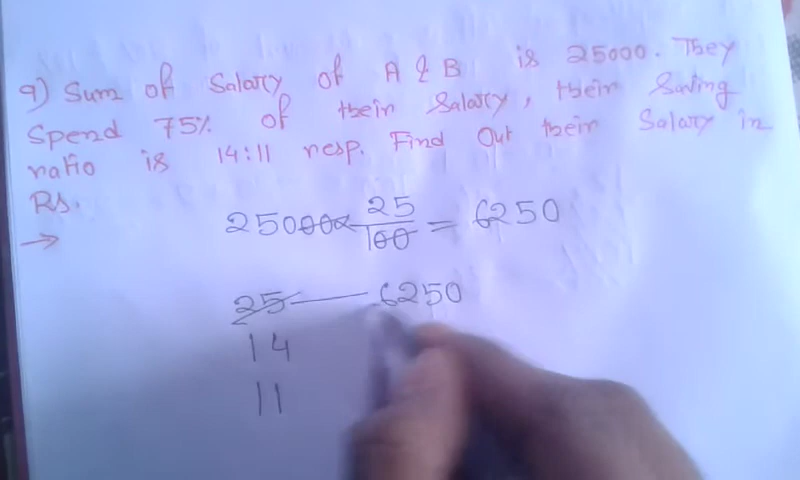 9) Sum of Salary of A & B is 25000. They
Spend 75% of their Salary, their Saving
ratio is 14:11 resp. Find Out their Salary in
Rs.
→ 25000 x 25/100 = 6250
25 — 6250
14
11